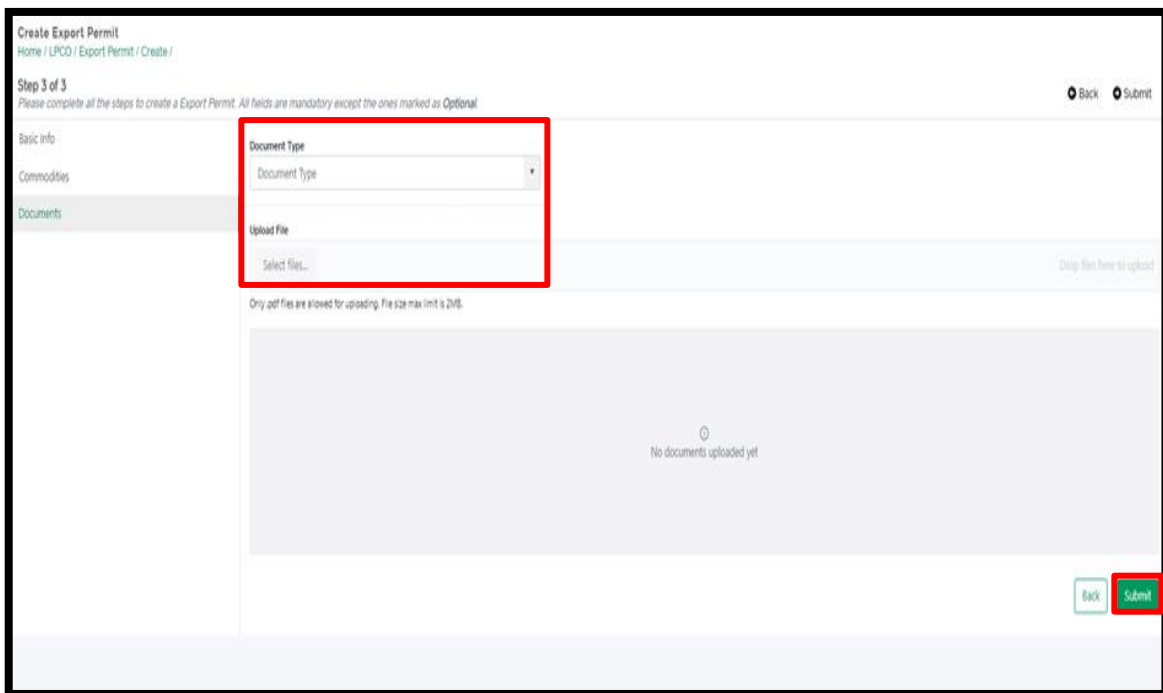 Create Export Permit
Home / LPCO / Export Permit / Create /
Step 3 of 3
Please complete all the steps to create a Export Permit. All fields are mandatory except the ones marked as Optional.
Back Submit
Basic Info
Commodities
Documents
Document Type
Document Type
Upload File
Select files...
Drop files here to upload
Only .pdf files are allowed for uploading. File size max limit is 2MB.
No documents uploaded yet
Back Submit